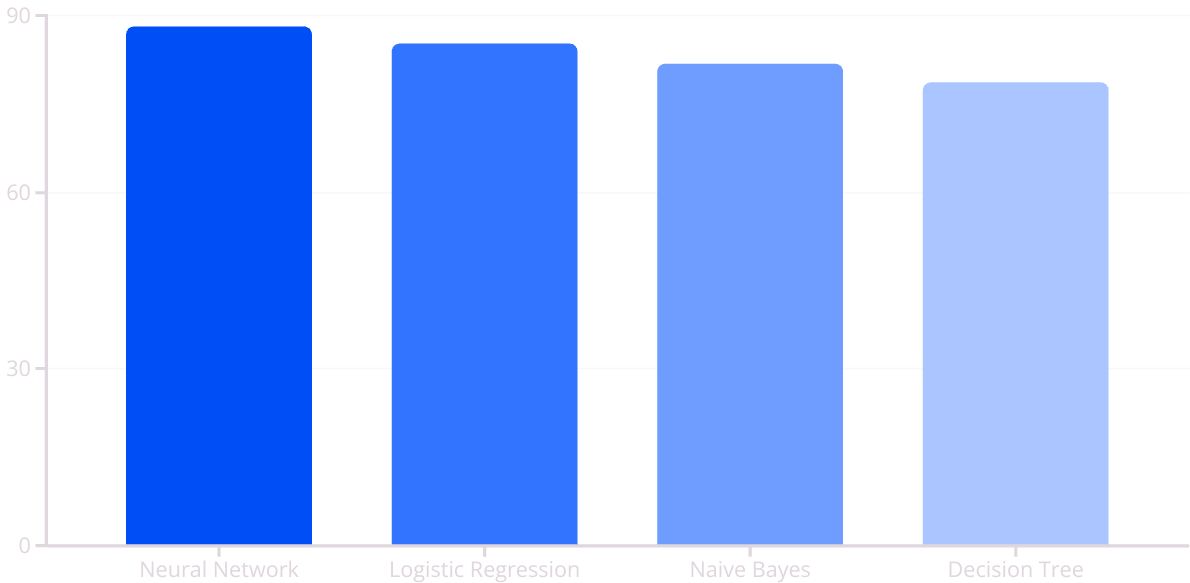 90
60
30
0
Neural Network
Logistic Regression
Naive Bayes
Decision Tree